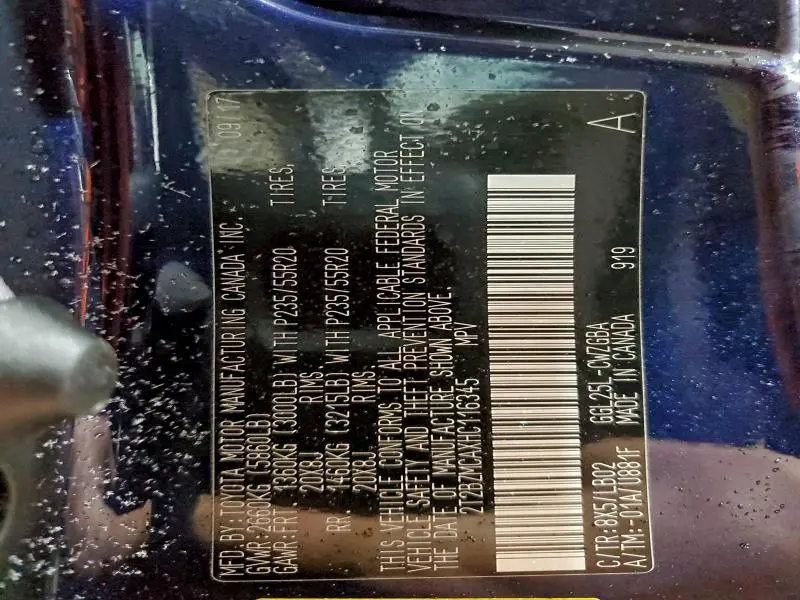 MFD. BY: TOYOTA MOTOR MANUFACTURING CANADA INC. 09/17
GVWR: 2660KG (5860LB)
GAWR: FRT. 1360KG (3000LB) WITH P235/55R20 TIRES,
20X8J RIMS.
RR. 1460KG (3215LB) WITH P235/55R20 TIRES,
20X8J RIMS.
THIS VEHICLE CONFORMS TO ALL APPLICABLE FEDERAL MOTOR
VEHICLE SAFETY AND THEFT PREVENTION STANDARDS IN EFFECT ON
THE DATE OF MANUFACTURE SHOWN ABOVE
2T2BZMCAXHC116345 MPV
C/TR: 8X5/LB02 GGL25L-CWZGBA A
A/TM: -01A/U881F MADE IN CANADA 919